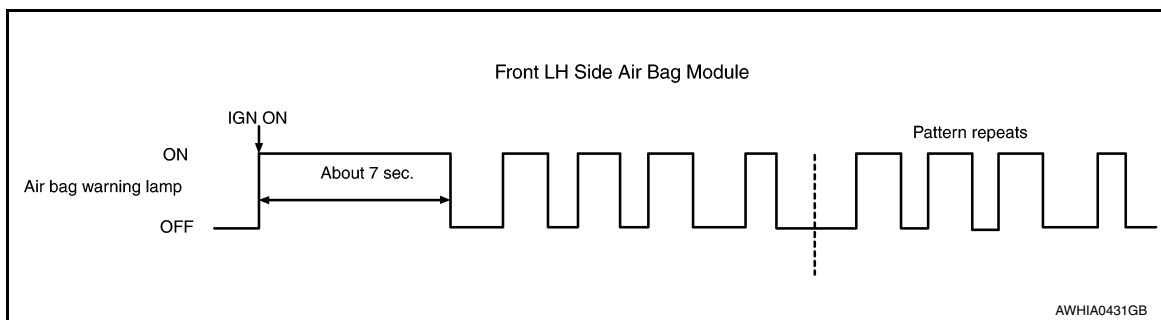 Front LH Side Air Bag Module
IGN ON
Pattern repeats
ON
About 7 sec.
Air bag warning lamp
OFF
AWHIA0431GB